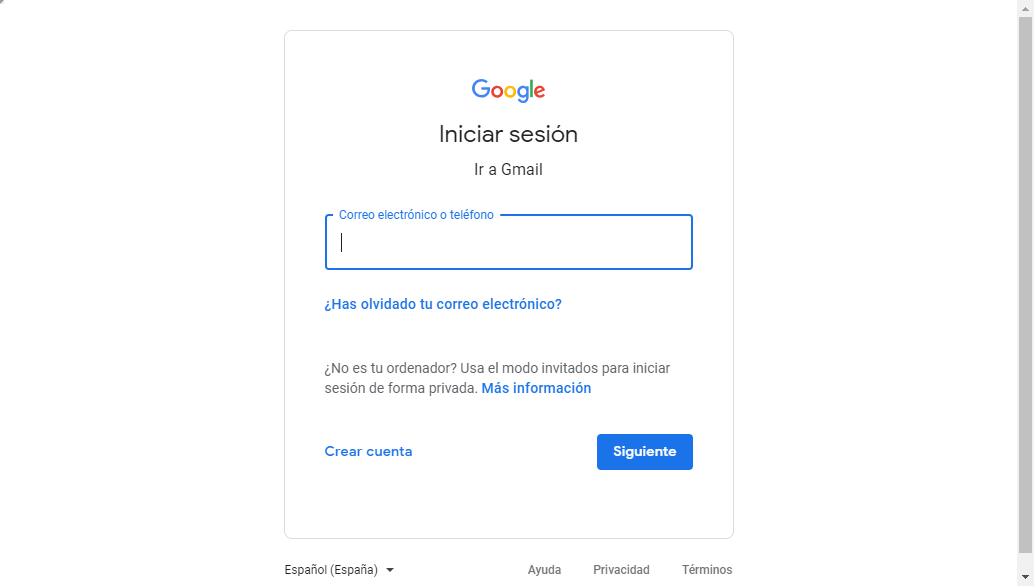 Google
Iniciar sesión
Ir a Gmail
Correo electrónico o teléfono
¿Has olvidado tu correo electrónico?
¿No es tu ordenador? Usa el modo invitados para iniciar
sesión de forma privada. Más información
Crear cuenta
Siguiente
Español (España)
Ayuda
Privacidad
Términos